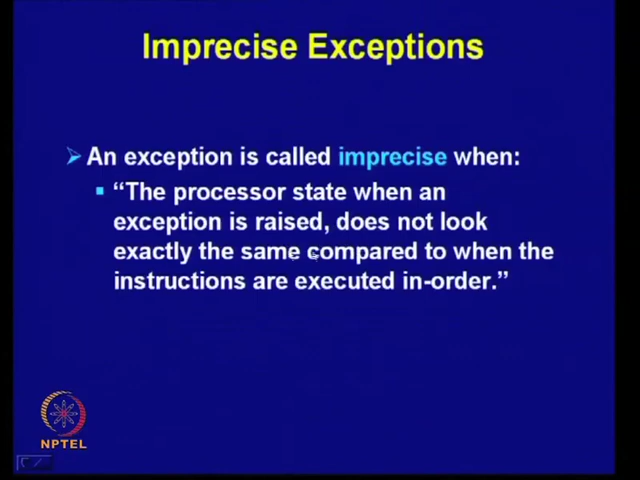 Imprecise Exceptions
An exception is called imprecise when:
“The processor state when an
exception is raised, does not look
exactly the same compared to when the
instructions are executed in-order.”
NPTEL